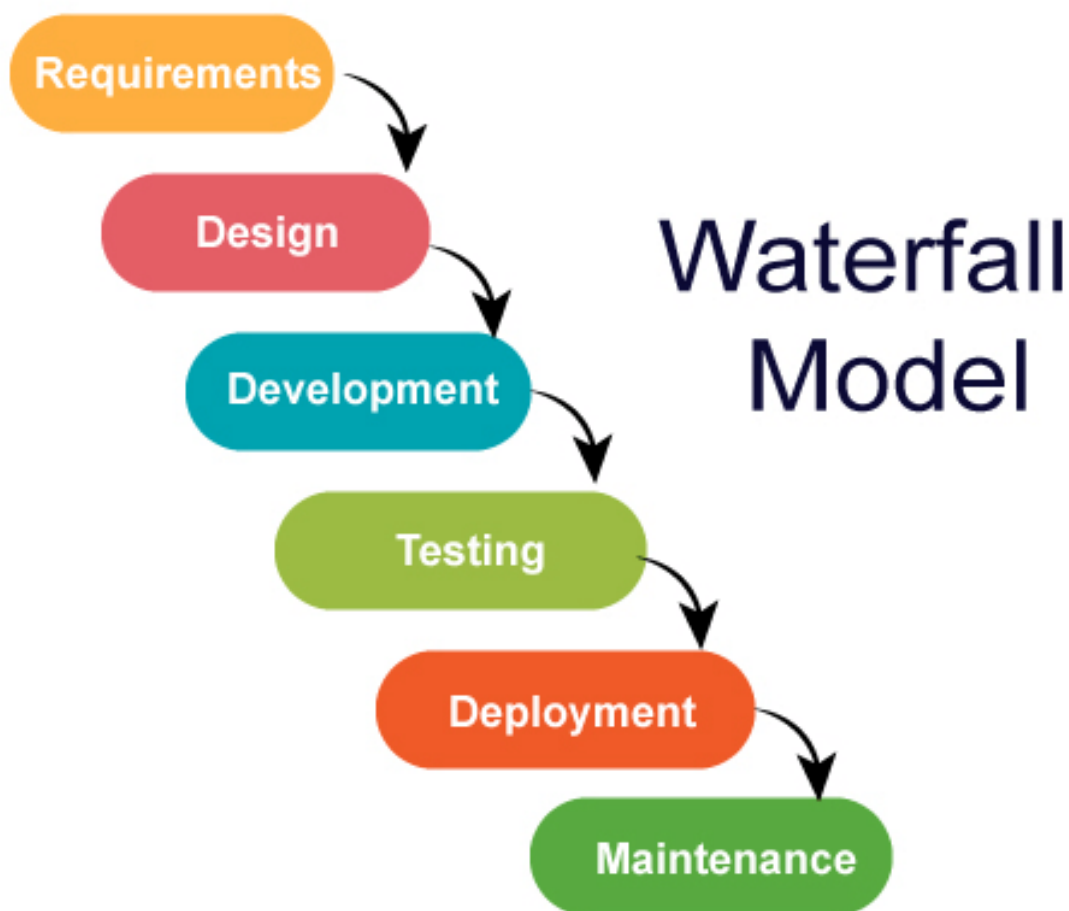 Requirements
Design
Waterfall
Model
Development
Testing
Deployment
Maintenance